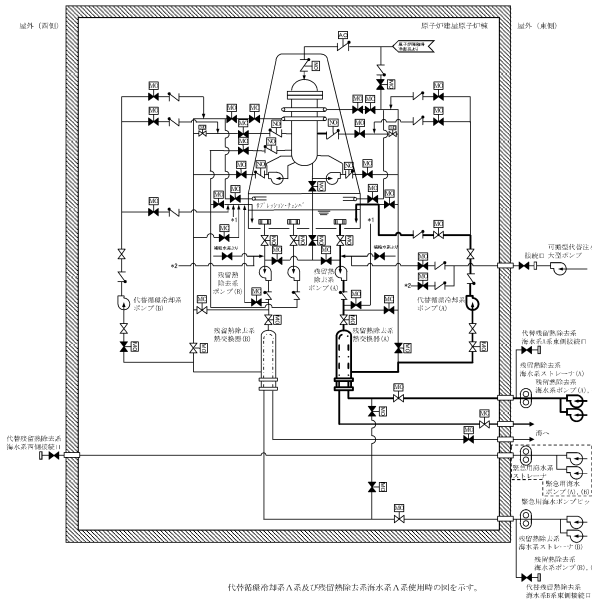 屋外（西側）
原子炉建屋原子炉棟
屋外（東側）
AO
MO
NO
サプレッション・チェンバ
*1
*1
*2
*2
残留熱
除去系
ポンプ(B)
残留熱
除去系
ポンプ(A)
代替循環冷却系
ポンプ(B)
代替循環冷却系
ポンプ(A)
残留熱除去系
熱交換器(B)
残留熱除去系
熱交換器(A)
接続口
大型ポンプ
代替残留熱除去系
海水系A系東側接続口
残留熱除去系
海水系ストレーナ(A)
残留熱除去系
海水系ポンプ(A)
海へ
代替残留熱除去系
海水系西側接続口
緊急用海水系
ストレーナ
緊急用海水
ポンプ(A)，(B)
緊急用海水ポンプピッ
残留熱除去系
海水系ストレーナ(B)
残留熱除去系
海水系ポンプ(B)
代替残留熱除去系
海水系B系東側接続口
代替循環冷却系A系及び残留熱除去系海水系A系使用時の図を示す。